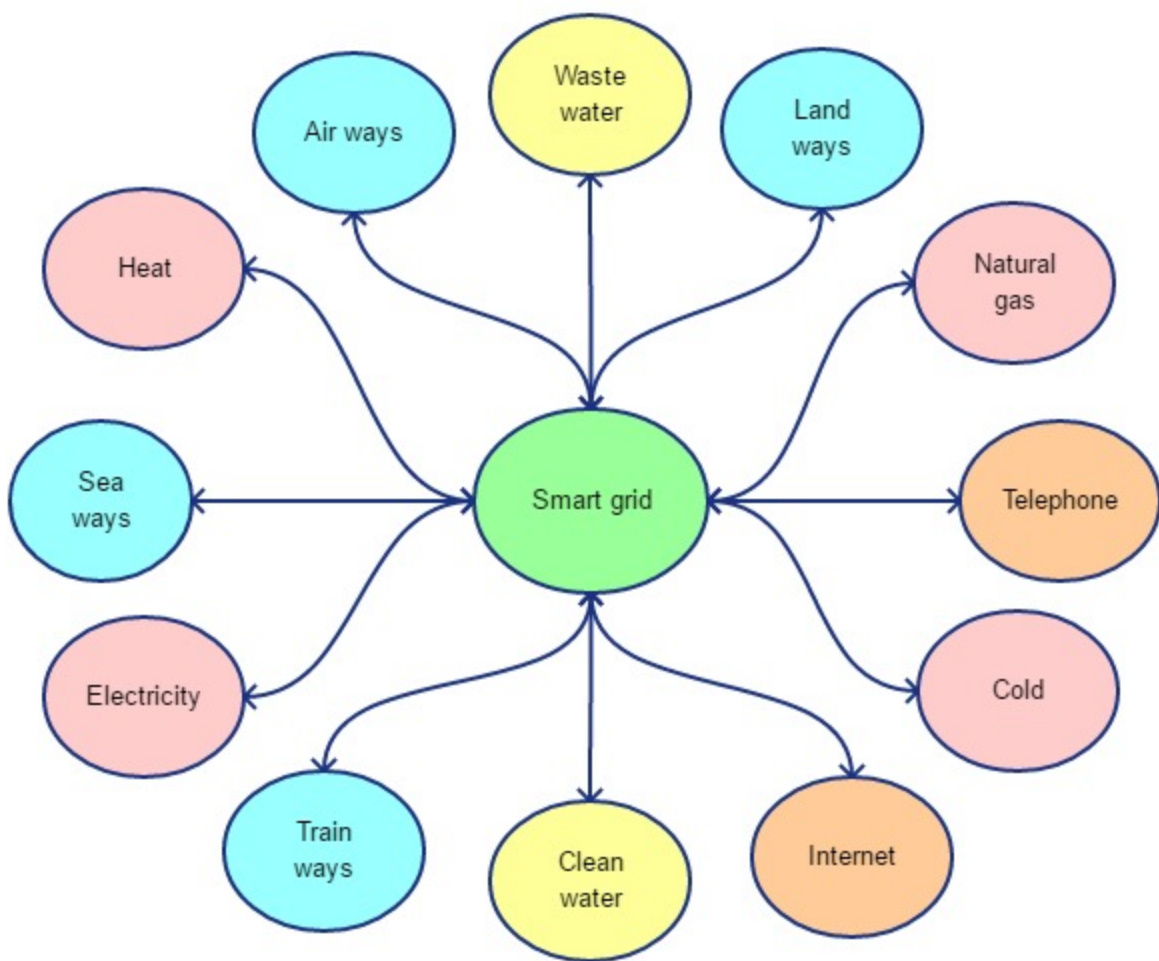 Waste
water
Land
ways
Air ways
Natural
gas
Heat
Sea
ways
Smart grid
Telephone
Electricity
Cold
Train
ways
Clean
water
Internet